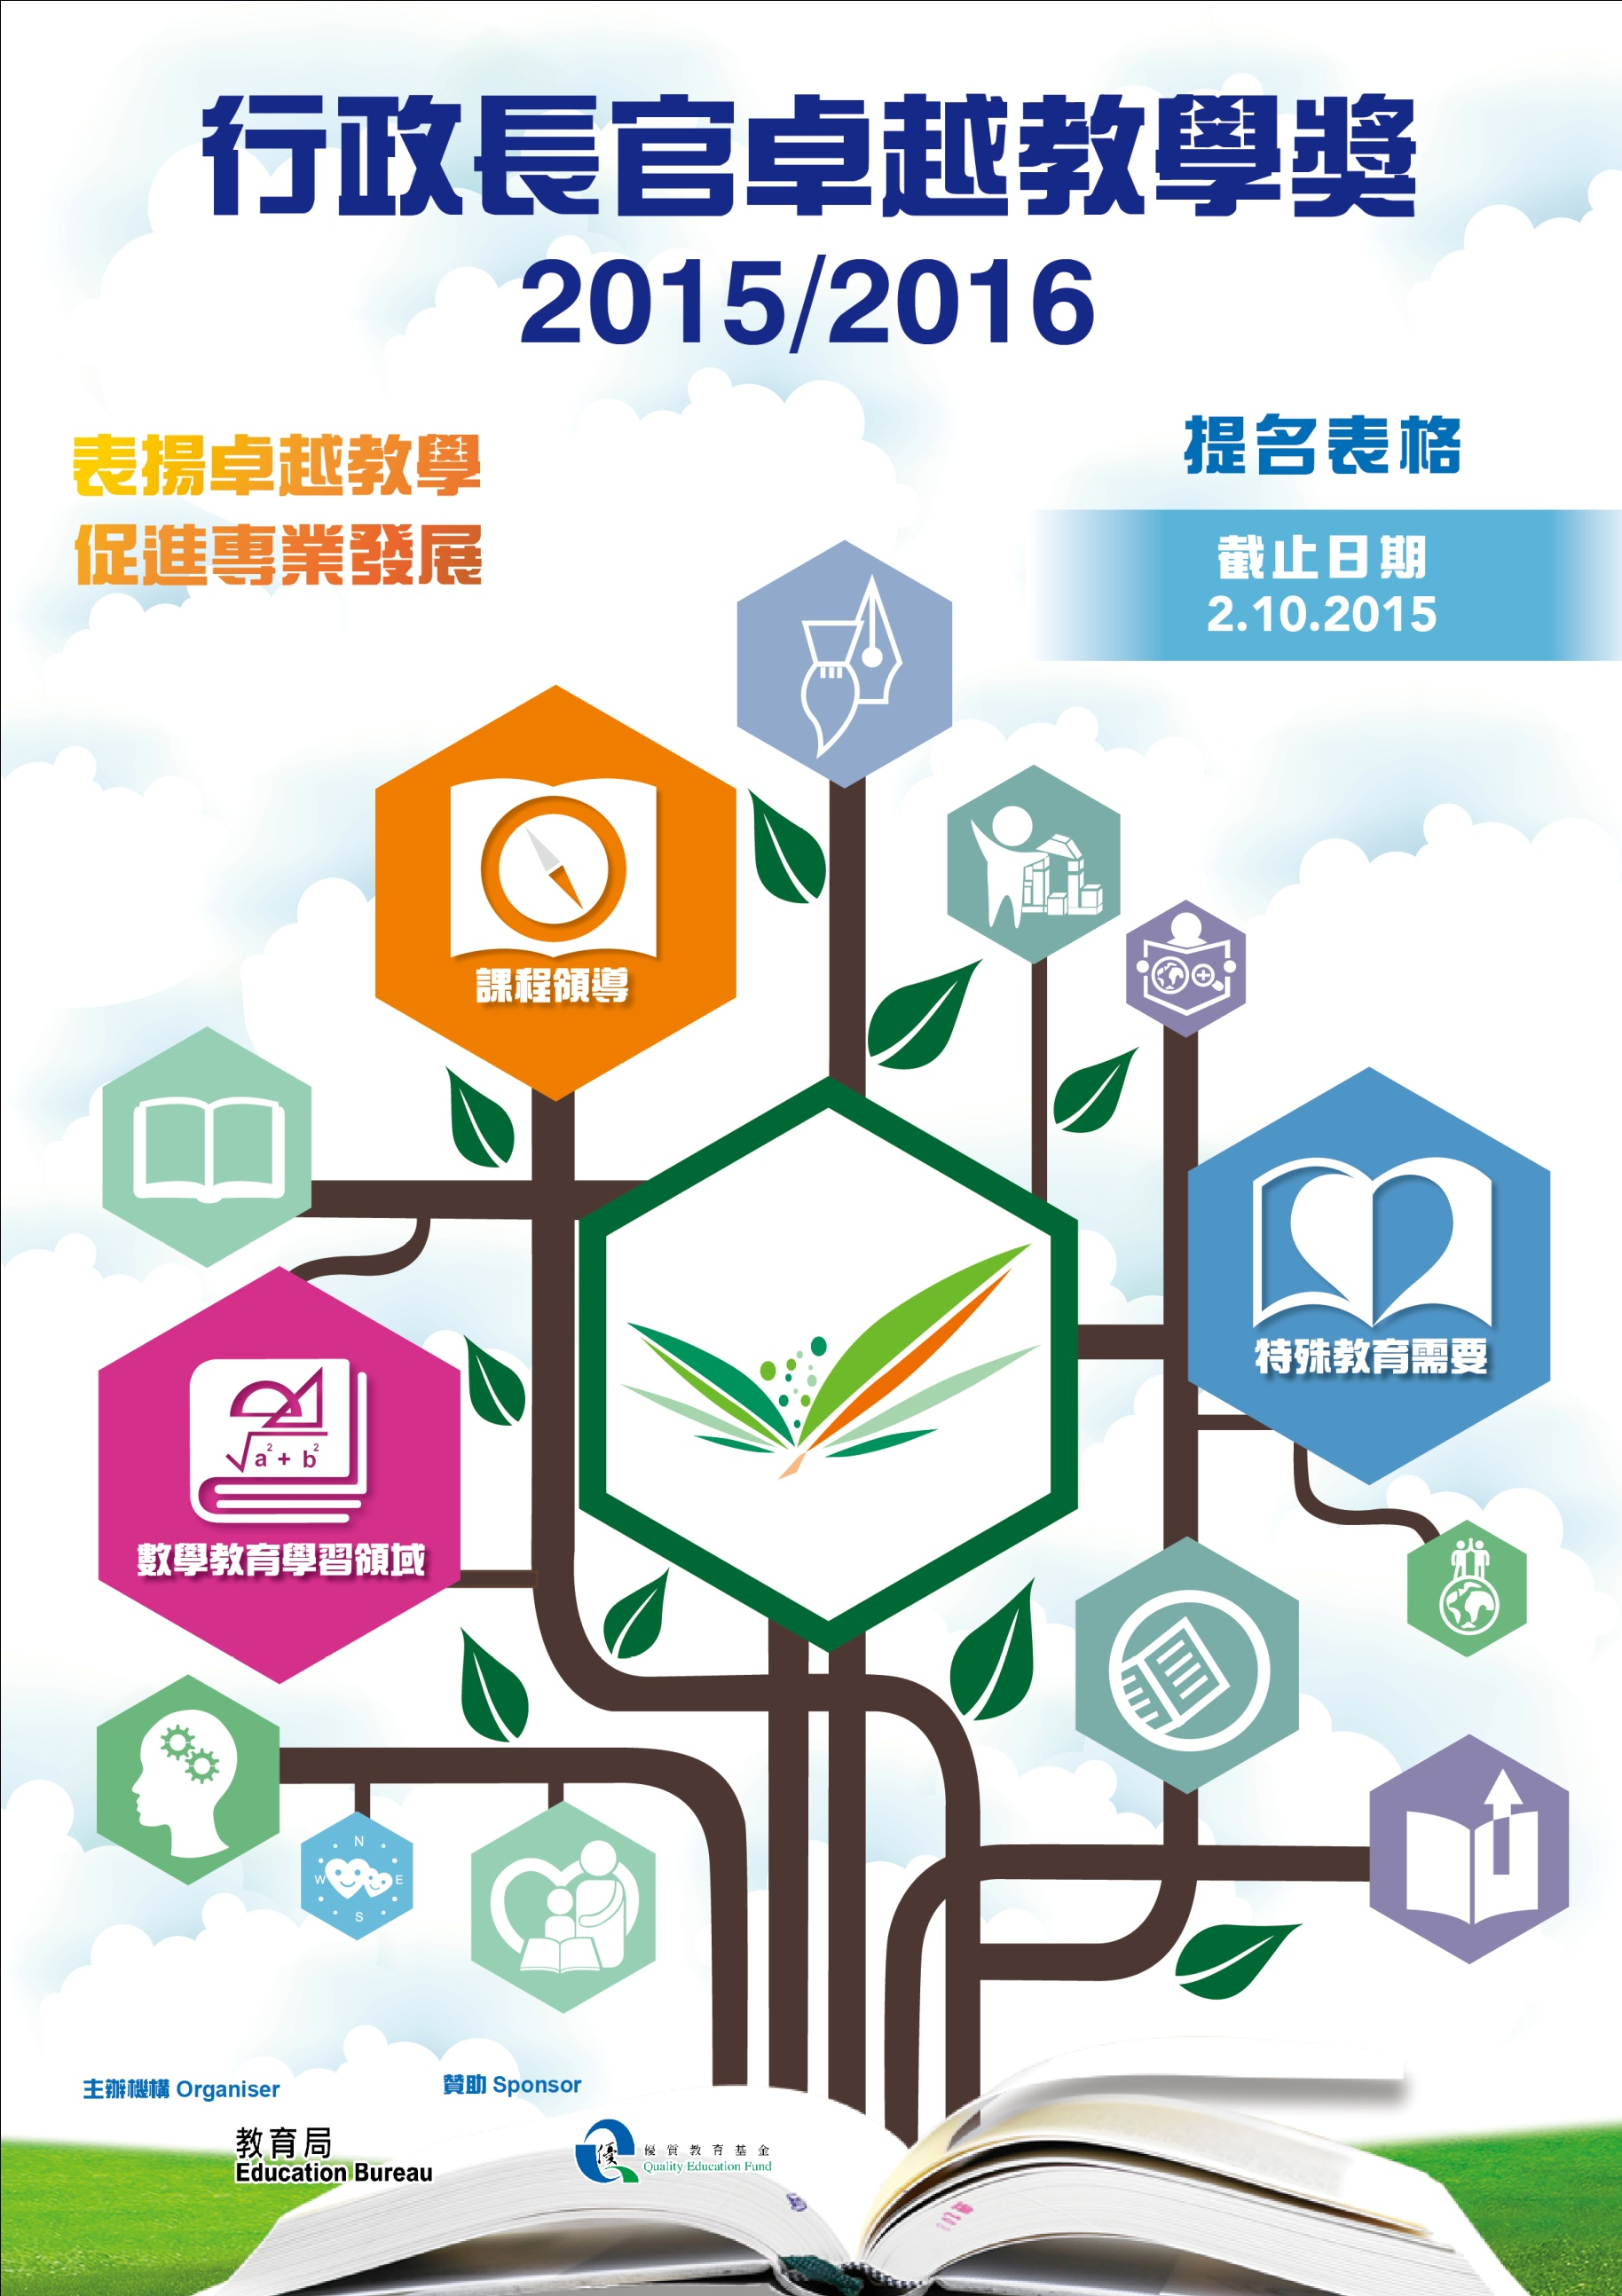 行政長官卓越教學獎
2015/2016
表揚卓越教學
促進專業發展
提名表格
截止日期
2.10.2015
課程領導
特殊教育需要
√a²+ b²
數學教育學習領域
N
W E
S
主辦機構 Organiser
教育局
Education Bureau
贊助 Sponsor
優
優質教育基金
Quality Education Fund